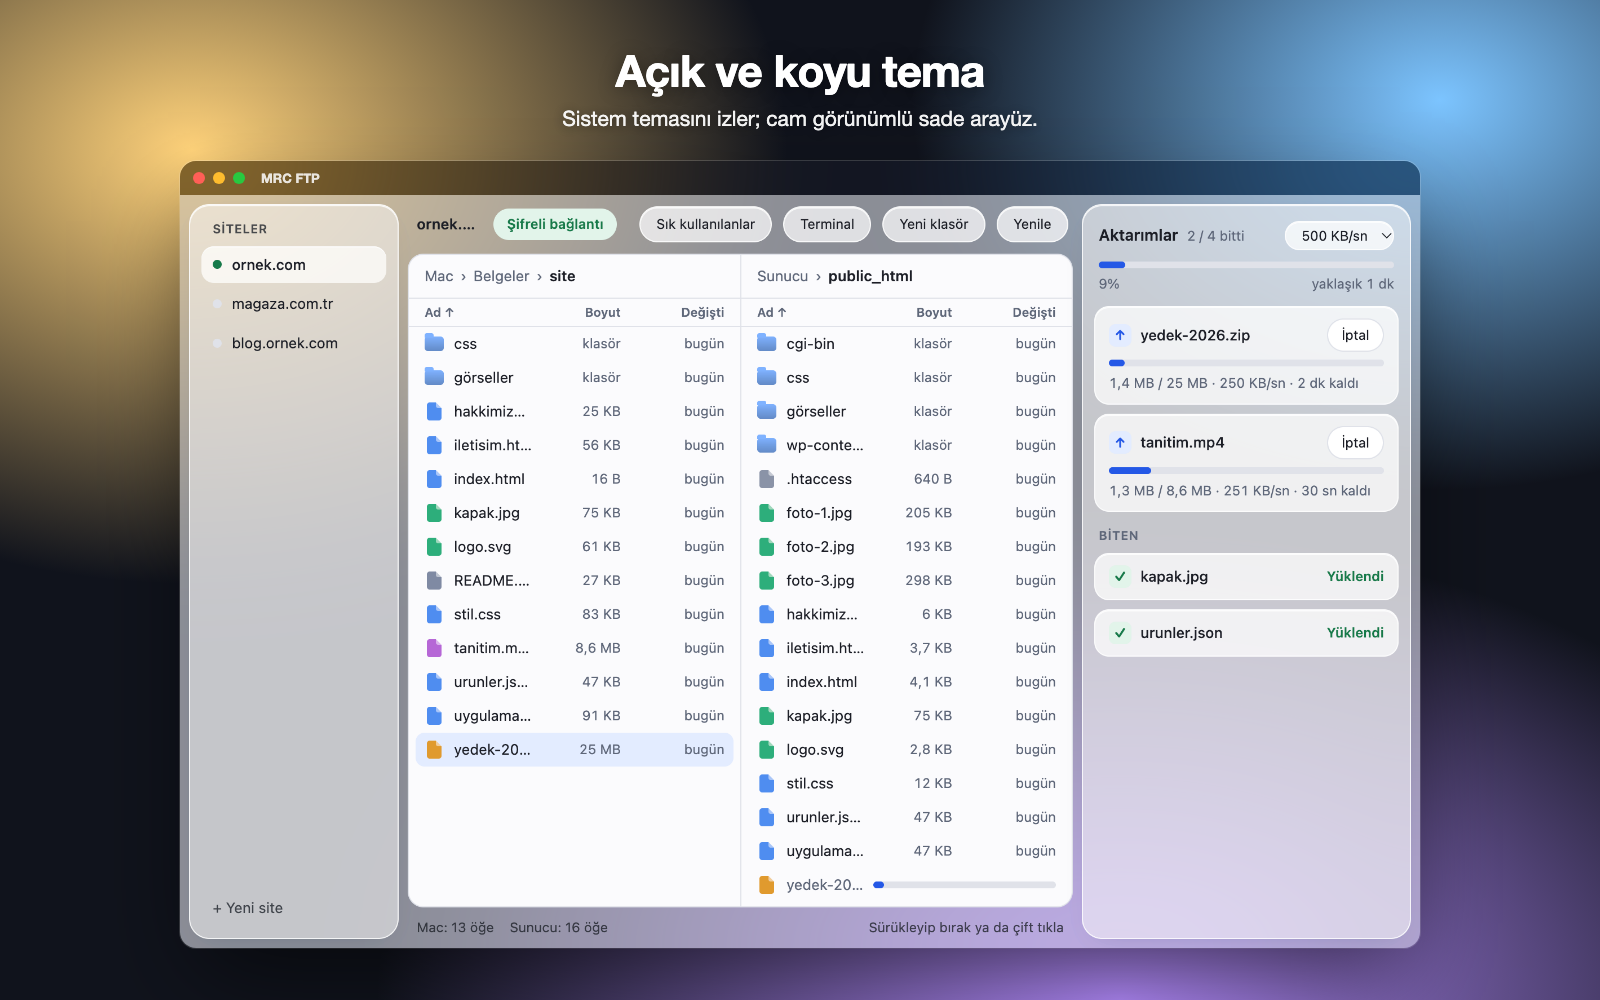 Açık ve koyu tema
Sistem temasını izler; cam görünümlü sade arayüz.
MRC FTP
SİTELER
ornek.com
magaza.com.tr
blog.ornek.com
+ Yeni site
ornek.... Şifreli bağlantı Sık kullanılanlar Terminal Yeni klasör Yenile
Mac › Belgeler › site
Ad ↑ Boyut Değişti
css klasör bugün
görseller klasör bugün
hakkimiz... 25 KB bugün
iletisim.ht... 56 KB bugün
index.html 16 B bugün
kapak.jpg 75 KB bugün
logo.svg 61 KB bugün
README.... 27 KB bugün
stil.css 83 KB bugün
tanitim.m... 8,6 MB bugün
urunler.js... 47 KB bugün
uygulama... 91 KB bugün
yedek-20... 25 MB bugün
Sunucu › public_html
Ad ↑ Boyut Değişti
cgi-bin klasör bugün
css klasör bugün
görseller klasör bugün
wp-conte... klasör bugün
.htaccess 640 B bugün
foto-1.jpg 205 KB bugün
foto-2.jpg 193 KB bugün
foto-3.jpg 298 KB bugün
hakkimiz... 6 KB bugün
iletisim.ht... 3,7 KB bugün
index.html 4,1 KB bugün
kapak.jpg 75 KB bugün
logo.svg 2,8 KB bugün
stil.css 12 KB bugün
urunler.js... 47 KB bugün
uygulama... 47 KB bugün
yedek-20...
Mac: 13 öğe Sunucu: 16 öğe Sürükleyip bırak ya da çift tıkla
Aktarımlar 2 / 4 bitti 500 KB/sn
9% yaklaşık 1 dk
yedek-2026.zip İptal
1,4 MB / 25 MB · 250 KB/sn · 2 dk kaldı
tanitim.mp4 İptal
1,3 MB / 8,6 MB · 251 KB/sn · 30 sn kaldı
BİTEN
kapak.jpg Yüklendi
urunler.json Yüklendi